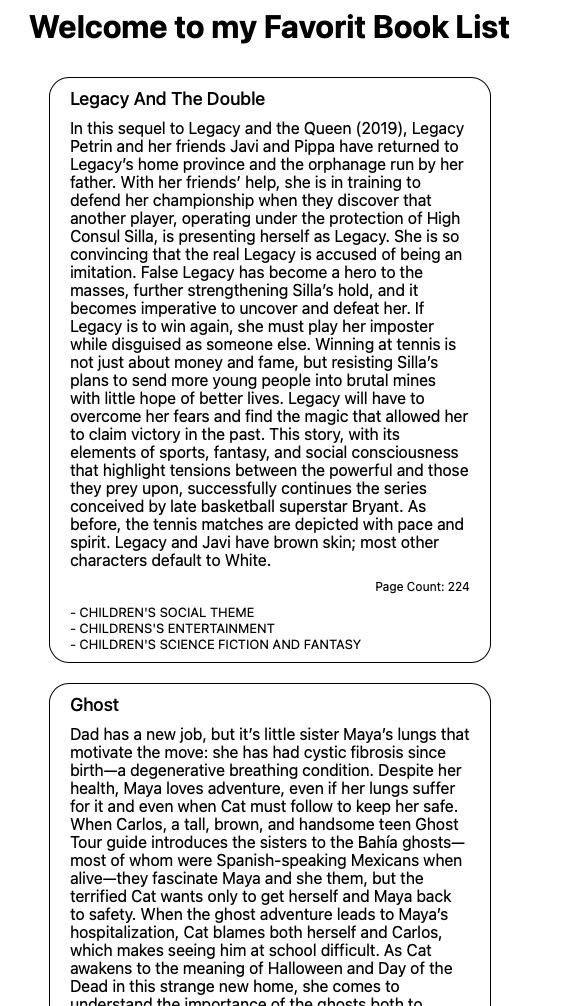 Welcome to my Favorit Book List
Legacy And The Double
In this sequel to Legacy and the Queen (2019), Legacy
Petrin and her friends Javi and Pippa have returned to
Legacy’s home province and the orphanage run by her
father. With her friends’ help, she is in training to
defend her championship when they discover that
another player, operating under the protection of High
Consul Silla, is presenting herself as Legacy. She is so
convincing that the real Legacy is accused of being an
imitation. False Legacy has become a hero to the
masses, further strengthening Silla’s hold, and it
becomes imperative to uncover and defeat her. If
Legacy is to win again, she must play her imposter
while disguised as someone else. Winning at tennis is
not just about money and fame, but resisting Silla’s
plans to send more young people into brutal mines
with little hope of better lives. Legacy will have to
overcome her fears and find the magic that allowed her
to claim victory in the past. This story, with its
elements of sports, fantasy, and social consciousness
that highlight tensions between the powerful and those
they prey upon, successfully continues the series
conceived by late basketball superstar Bryant. As
before, the tennis matches are depicted with pace and
spirit. Legacy and Javi have brown skin; most other
characters default to White.
Page Count: 224
- CHILDREN'S SOCIAL THEME
- CHILDRENS'S ENTERTAINMENT
- CHILDREN'S SCIENCE FICTION AND FANTASY
Ghost
Dad has a new job, but it’s little sister Maya’s lungs that
motivate the move: she has had cystic fibrosis since
birth—a degenerative breathing condition. Despite her
health, Maya loves adventure, even if her lungs suffer
for it and even when Cat must follow to keep her safe.
When Carlos, a tall, brown, and handsome teen Ghost
Tour guide introduces the sisters to the Bahía ghosts—
most of whom were Spanish-speaking Mexicans when
alive—they fascinate Maya and she them, but the
terrified Cat wants only to get herself and Maya back
to safety. When the ghost adventure leads to Maya’s
hospitalization, Cat blames both herself and Carlos,
which makes seeing him at school difficult. As Cat
awakens to the meaning of Halloween and Day of the
Dead in this strange new home, she comes to
understand the importance of the ghosts both to